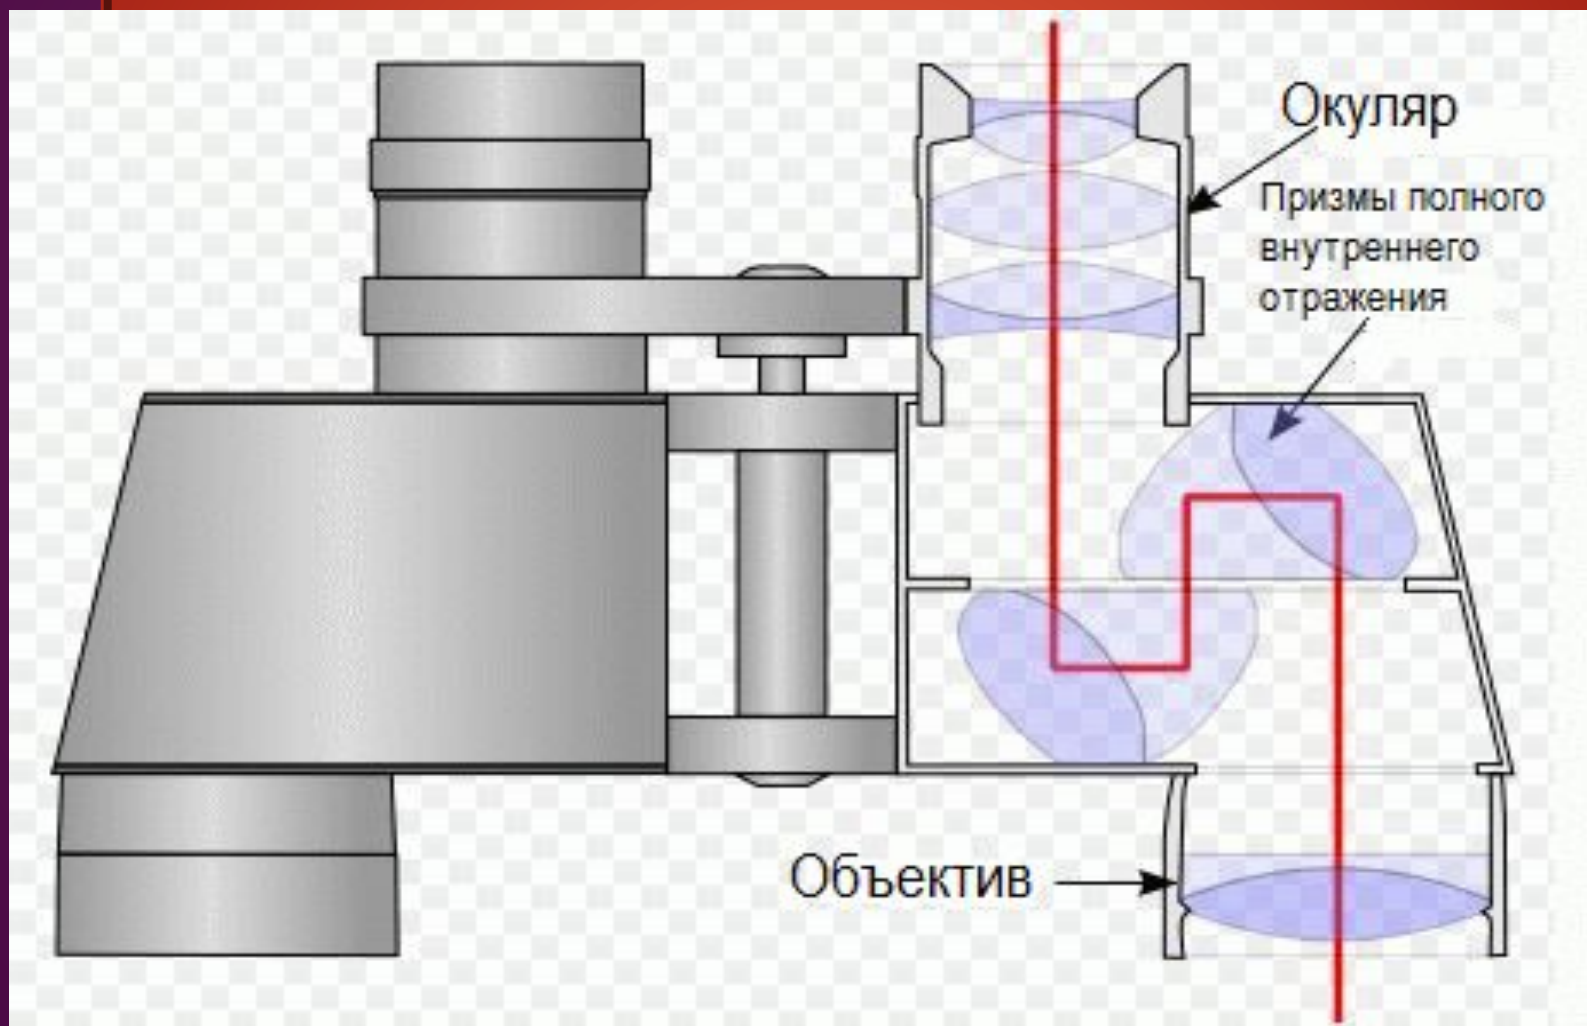 Окуляр
Призмы полного
внутреннего
отражения
Объектив